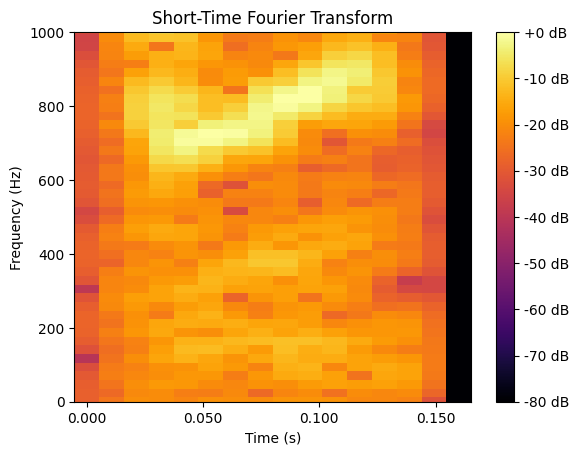 Short-Time Fourier Transform
1000
800
600
400
200
0
Frequency (Hz)
0.000
0.050
0.100
0.150
Time (s)
+0 dB
-10 dB
-20 dB
-30 dB
-40 dB
-50 dB
-60 dB
-70 dB
-80 dB